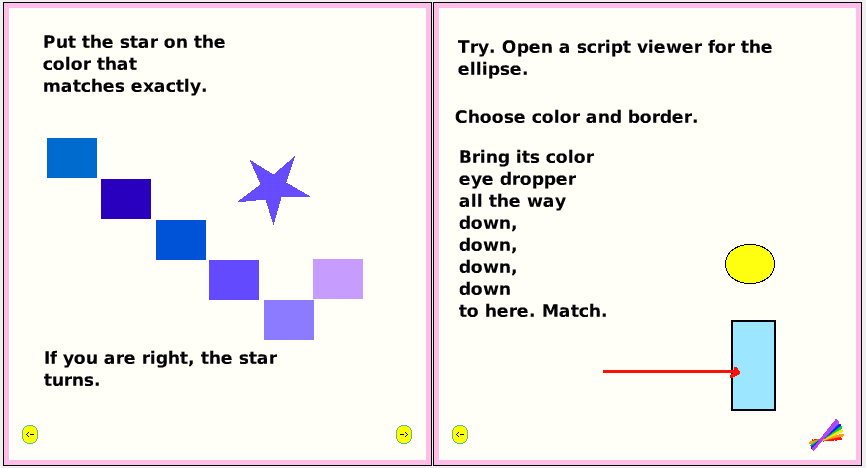 Put the star on the
color that
matches exactly.
If you are right, the star
turns.
Try. Open a script viewer for the
ellipse.
Choose color and border.
Bring its color
eye dropper
all the way
down,
down,
down,
down
to here. Match.